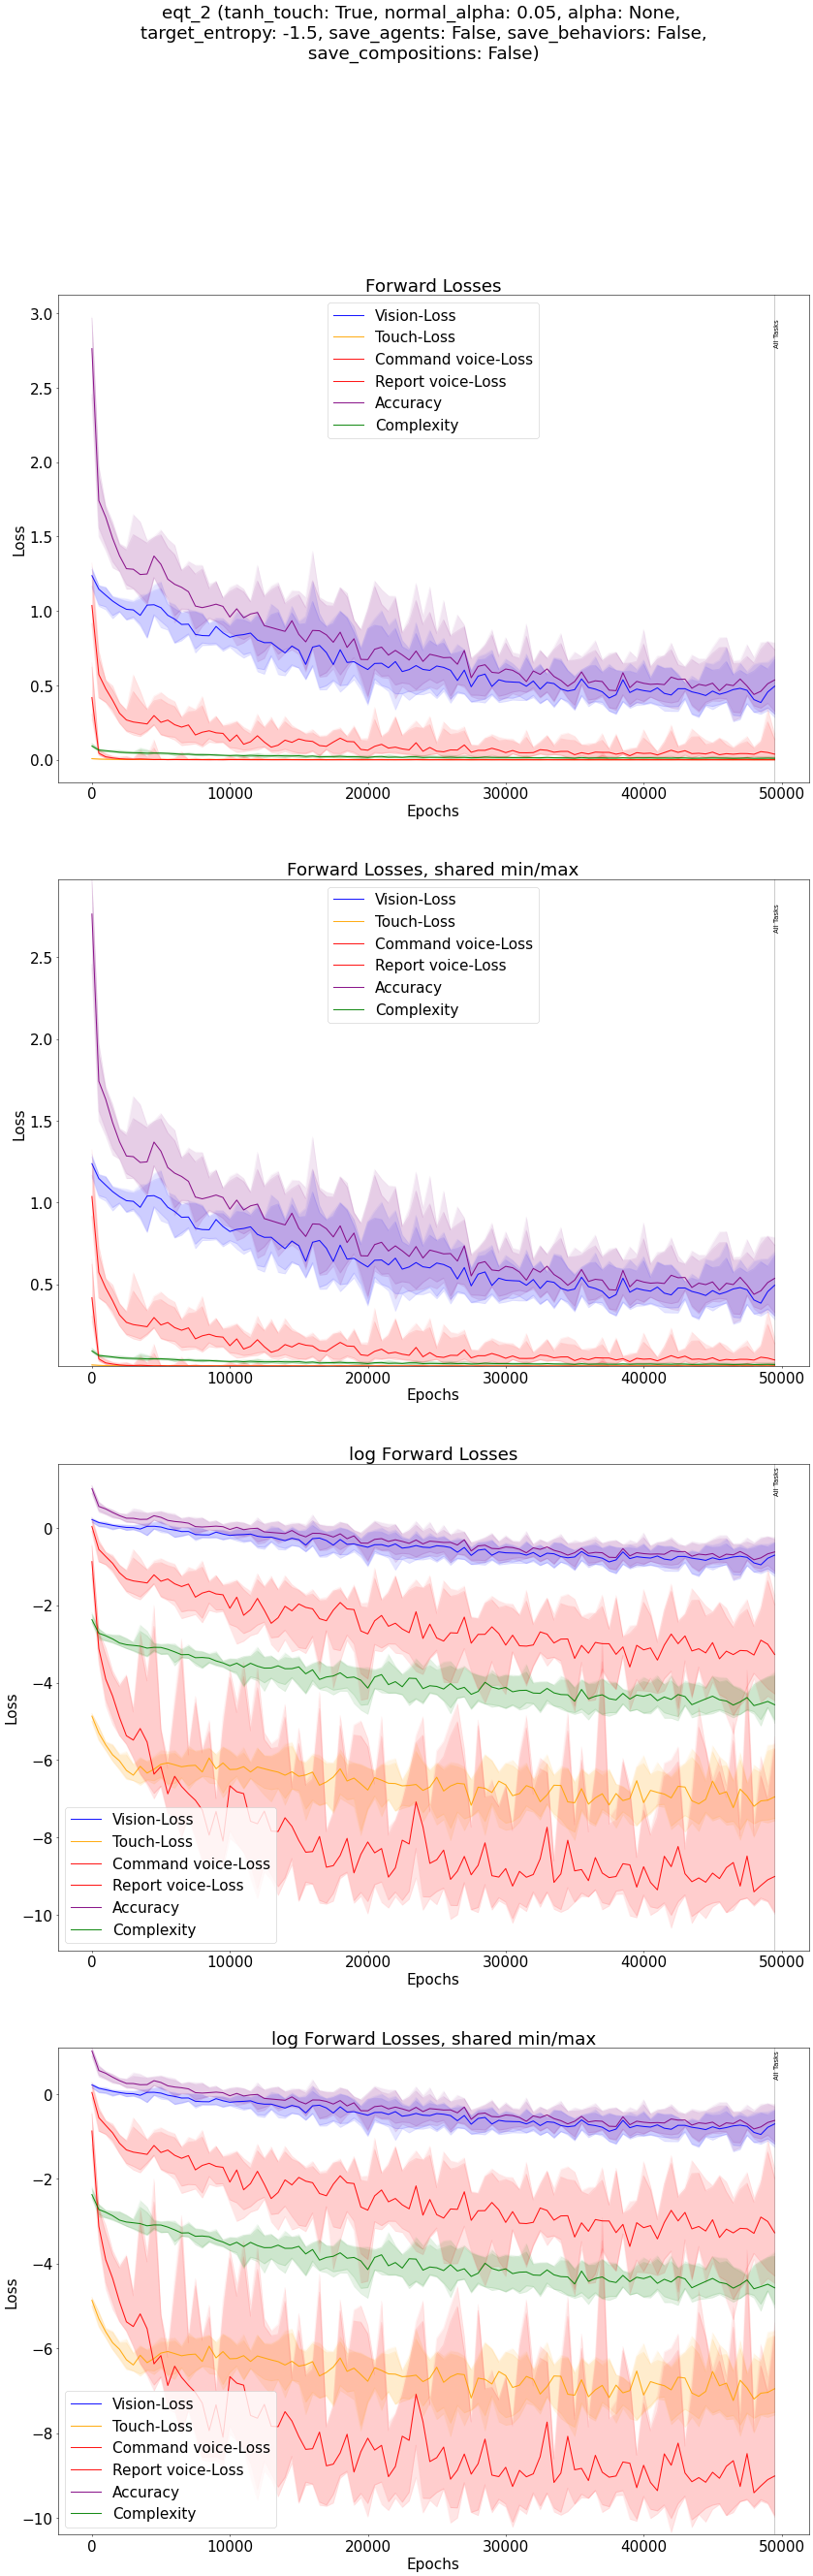 eqt_2 (tanh_touch: True, normal_alpha: 0.05, alpha: None,
target_entropy: -1.5, save_agents: False, save_behaviors: False,
save_compositions: False)
Forward Losses
Vision-Loss
Touch-Loss
Command voice-Loss
Report voice-Loss
Accuracy
Complexity
All Tasks
3.0
2.5
2.0
1.5
1.0
0.5
0.0
Loss
0 10000 20000 30000 40000 50000
Epochs
Forward Losses, shared min/max
Vision-Loss
Touch-Loss
Command voice-Loss
Report voice-Loss
Accuracy
Complexity
All Tasks
2.5
2.0
1.5
1.0
0.5
Loss
0 10000 20000 30000 40000 50000
Epochs
log Forward Losses
All Tasks
0
−2
−4
−6
−8
−10
Loss
Vision-Loss
Touch-Loss
Command voice-Loss
Report voice-Loss
Accuracy
Complexity
0 10000 20000 30000 40000 50000
Epochs
log Forward Losses, shared min/max
All Tasks
0
−2
−4
−6
−8
−10
Loss
Vision-Loss
Touch-Loss
Command voice-Loss
Report voice-Loss
Accuracy
Complexity
0 10000 20000 30000 40000 50000
Epochs